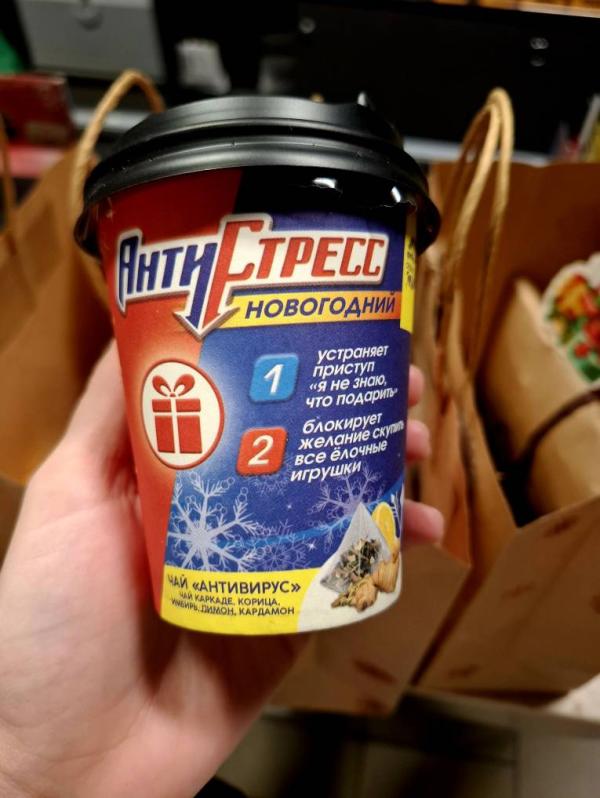 АнтиСтресс
НОВОГОДНИЙ
1
устраняет
приступ
«я не знаю,
что подарить»
2
блокирует
желание скупить
все ёлочные
игрушки
ЧАЙ «АНТИВИРУС»
ЧАЙ КАРКАДЕ, КОРИЦА,
ИМБИРЬ, ЛИМОН, КАРДАМОН